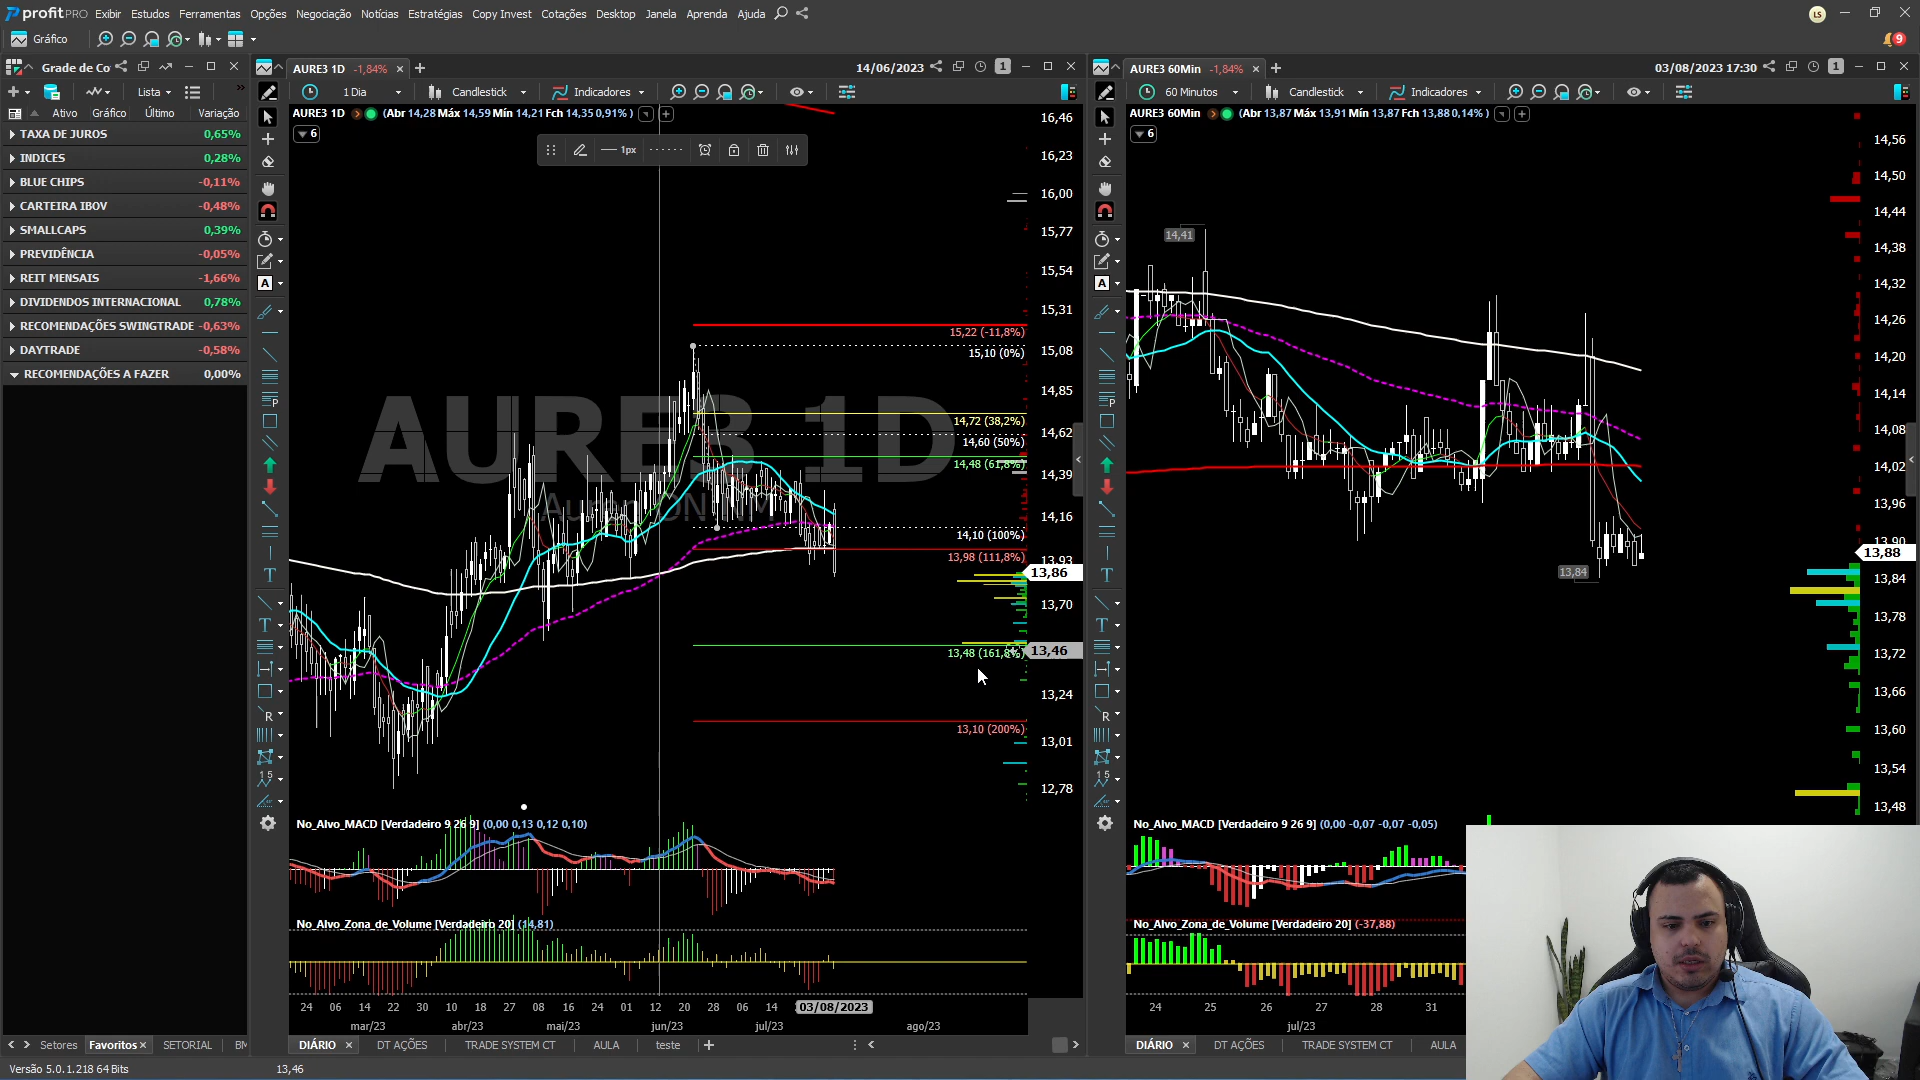 profitPRO Exibir Estudos Ferramentas Opções Negociação Notícias Estratégias Copy Invest Cotações Desktop Janela Aprenda Ajuda LS
Gráfico 9
Grade de Co
Lista
Ativo Gráfico Último Variação
TAXA DE JUROS 0,65%
INDICES 0,28%
BLUE CHIPS -0,11%
CARTEIRA IBOV -0,48%
SMALLCAPS 0,39%
PREVIDÊNCIA -0,05%
REIT MENSAIS -1,66%
DIVIDENDOS INTERNACIONAL 0,78%
RECOMENDAÇÕES SWINGTRADE -0,63%
DAYTRADE -0,58%
RECOMENDAÇÕES A FAZER 0,00%
Setores Favoritos SETORIAL BM
Versão 5.0.1.218 64 Bits 13,46
AURE3 1D -1,84% 14/06/2023 1
1 Dia Candlestick Indicadores
AURE3 1D (Abr 14,28 Máx 14,59 Mín 14,21 Fch 14,35 0,91% )
6
1px
AURE3 1D
16,46
16,23
16,00
15,77
15,54
15,31
15,08
14,85
14,62
14,39
14,16
13,93
13,86
13,70
13,46
13,24
13,01
12,78
15,22 (-11,8%)
15,10 (0%)
14,72 (38,2%)
14,60 (50%)
14,48 (61,8%)
14,10 (100%)
13,98 (111,8%)
13,48 (161,8%)
13,10 (200%)
No_Alvo_MACD [Verdadeiro 9 26 9] (0,00 0,13 0,12 0,10)
No_Alvo_Zona_de_Volume [Verdadeiro 20] (14,81)
24 06 14 22 30 10 18 27 08 16 24 01 12 20 28 06 14 03/08/2023
mar/23 abr/23 mai/23 jun/23 jul/23 ago/23
DIÁRIO DT AÇÕES TRADE SYSTEM CT AULA teste
AURE3 60Min -1,84% 03/08/2023 17:30 1
60 Minutos Candlestick Indicadores
AURE3 60Min (Abr 13,87 Máx 13,91 Mín 13,87 Fch 13,88 0,14% )
6
14,41
13,84
14,56
14,50
14,44
14,38
14,32
14,26
14,20
14,14
14,08
14,02
13,96
13,90
13,88
13,84
13,78
13,72
13,66
13,60
13,54
13,48
No_Alvo_MACD [Verdadeiro 9 26 9] (0,00 -0,07 -0,07 -0,05)
No_Alvo_Zona_de_Volume [Verdadeiro 20] (-37,88)
24 25 26 27 28 31
jul/23
DIÁRIO DT AÇÕES TRADE SYSTEM CT AULA